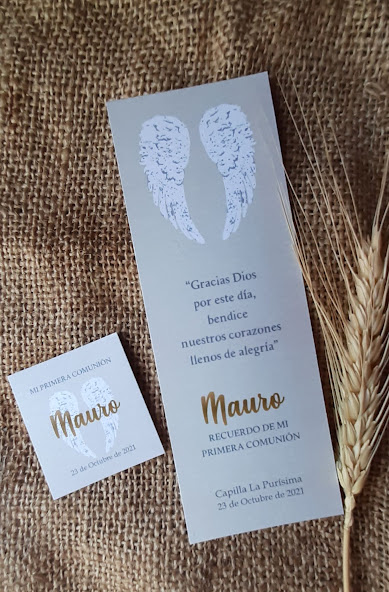 “Gracias Dios
por este día,
bendice
nuestros corazones
llenos de alegría”
Mauro
RECUERDO DE MI
PRIMERA COMUNIÓN
Capilla La Purísima
23 de Octubre de 2021
MI PRIMERA COMUNIÓN
Mauro
23 de Octubre de 2021